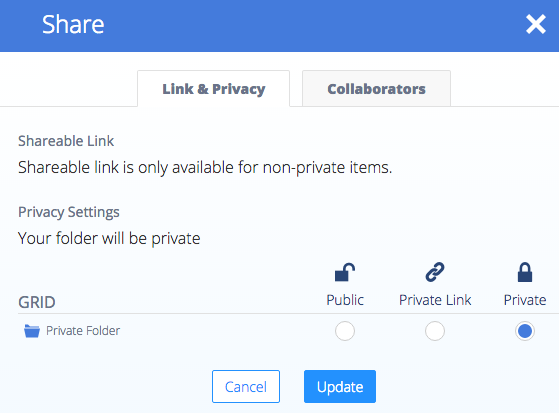 Share
Link & Privacy
Collaborators
Shareable Link
Shareable link is only available for non-private items.
Privacy Settings
Your folder will be private
GRID
Public
Private Link
Private
Private Folder
Cancel
Update